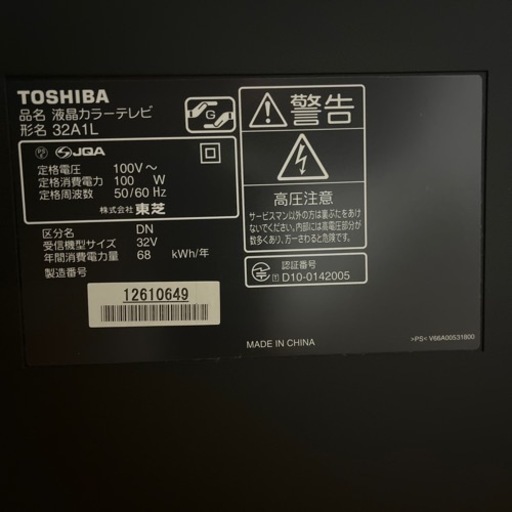 TOSHIBA
品名 液晶カラーテレビ
形名 32A1L
G
JQA
定格電圧 100V～
定格消費電力 100 W
定格周波数 50/60 Hz
株式会社 東芝
区分名 DN
受信機型サイズ 32V
年間消費電力量 68 kWh/年
製造番号
12610649
警告
高圧注意
サービスマン以外の方は裏ぶたをあけ
ないでください。内部には高電圧部分が
数多くあり、万一さわると危険です。
認証番号
D10-0142005
MADE IN CHINA
>PS< V66A00531800